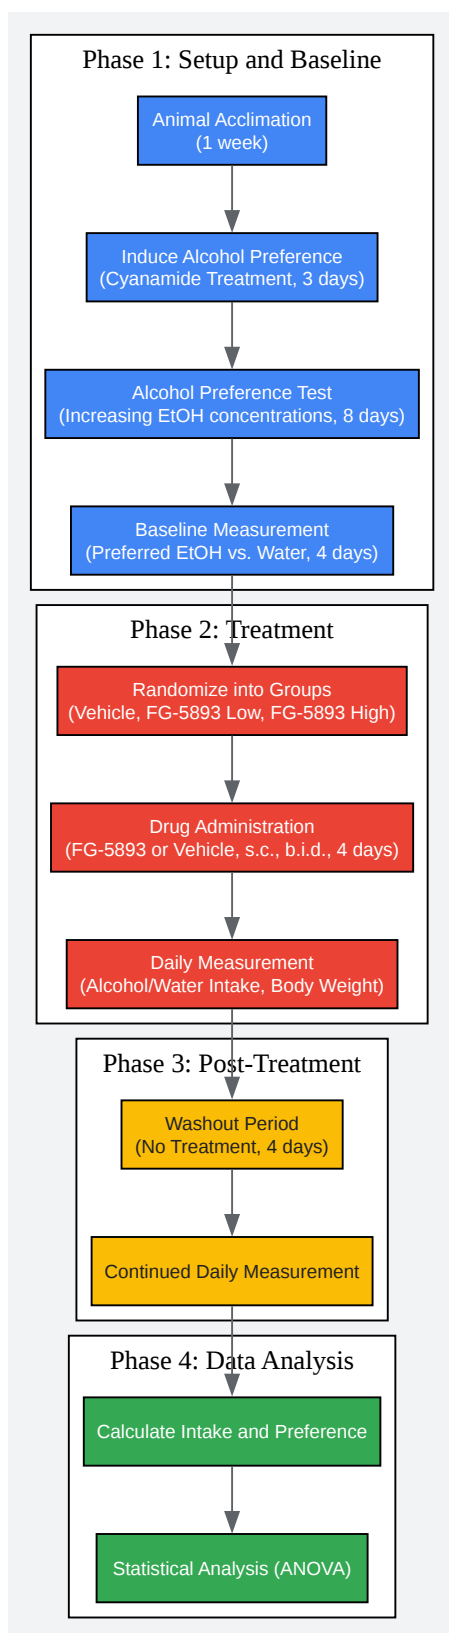 Phase 1: Setup and Baseline
Animal Acclimation
(1 week)
Induce Alcohol Preference
(Cyanamide Treatment, 3 days)
Alcohol Preference Test
(Increasing EtOH concentrations, 8 days)
Baseline Measurement
(Preferred EtOH vs. Water, 4 days)
Phase 2: Treatment
Randomize into Groups
(Vehicle, FG-5893 Low, FG-5893 High)
Drug Administration
(FG-5893 or Vehicle, s.c., b.i.d., 4 days)
Daily Measurement
(Alcohol/Water Intake, Body Weight)
Phase 3: Post-Treatment
Washout Period
(No Treatment, 4 days)
Continued Daily Measurement
Phase 4: Data Analysis
Calculate Intake and Preference
Statistical Analysis (ANOVA)